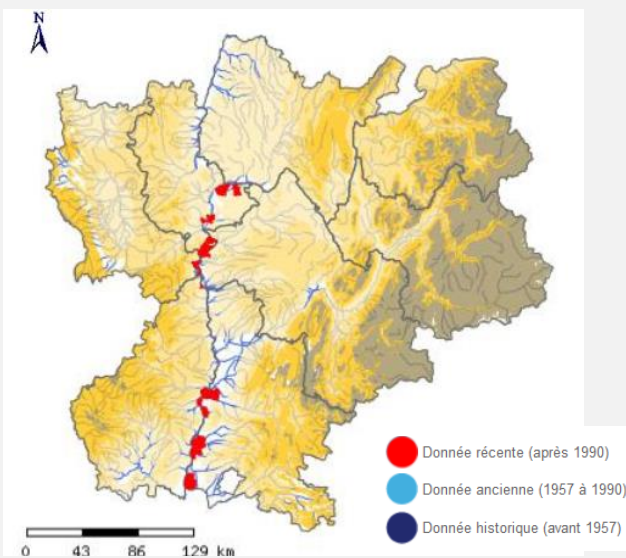 N
Donnée récente (après 1990)
Donnée ancienne (1957 à 1990)
Donnée historique (avant 1957)
0 43 86 129 km